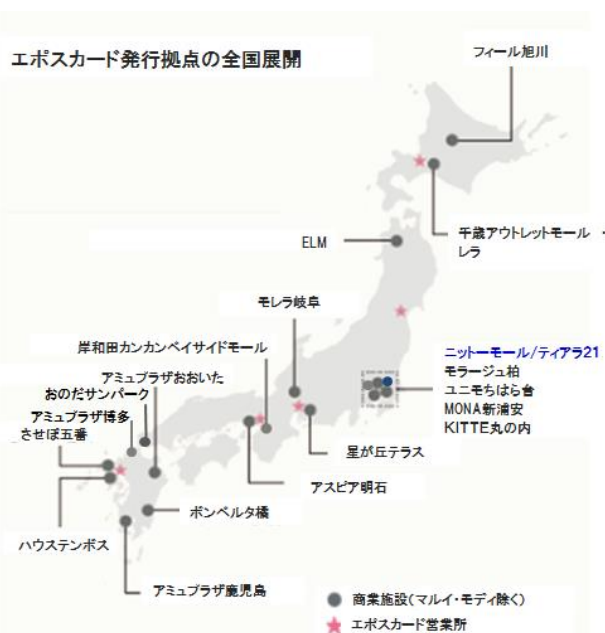 エポスカード発行拠点の全国展開
フィール旭川
千歳アウトレットモール・
レラ
ELM
モレラ岐阜
岸和田カンカンベイサイドモール
アミュプラザおおいた
おのだサンパーク
アミュプラザ博多
させぼ五番
ニットーモール/ティアラ21
モラージュ柏
ユニモちはら台
MONA新浦安
KITTE丸の内
星が丘テラス
アスピア明石
ボンベルタ橘
ハウステンボス
アミュプラザ鹿児島
商業施設(マルイ・モディ除く)
エポスカード営業所